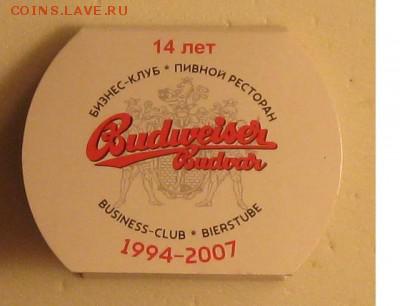 COINS.LAVE.RU
14 лет
БИЗНЕС-КЛУБ * ПИВНОЙ РЕСТОРАН
Budweiser
Budvar
BUSINESS-CLUB * BIERSTUBE
1994-2007